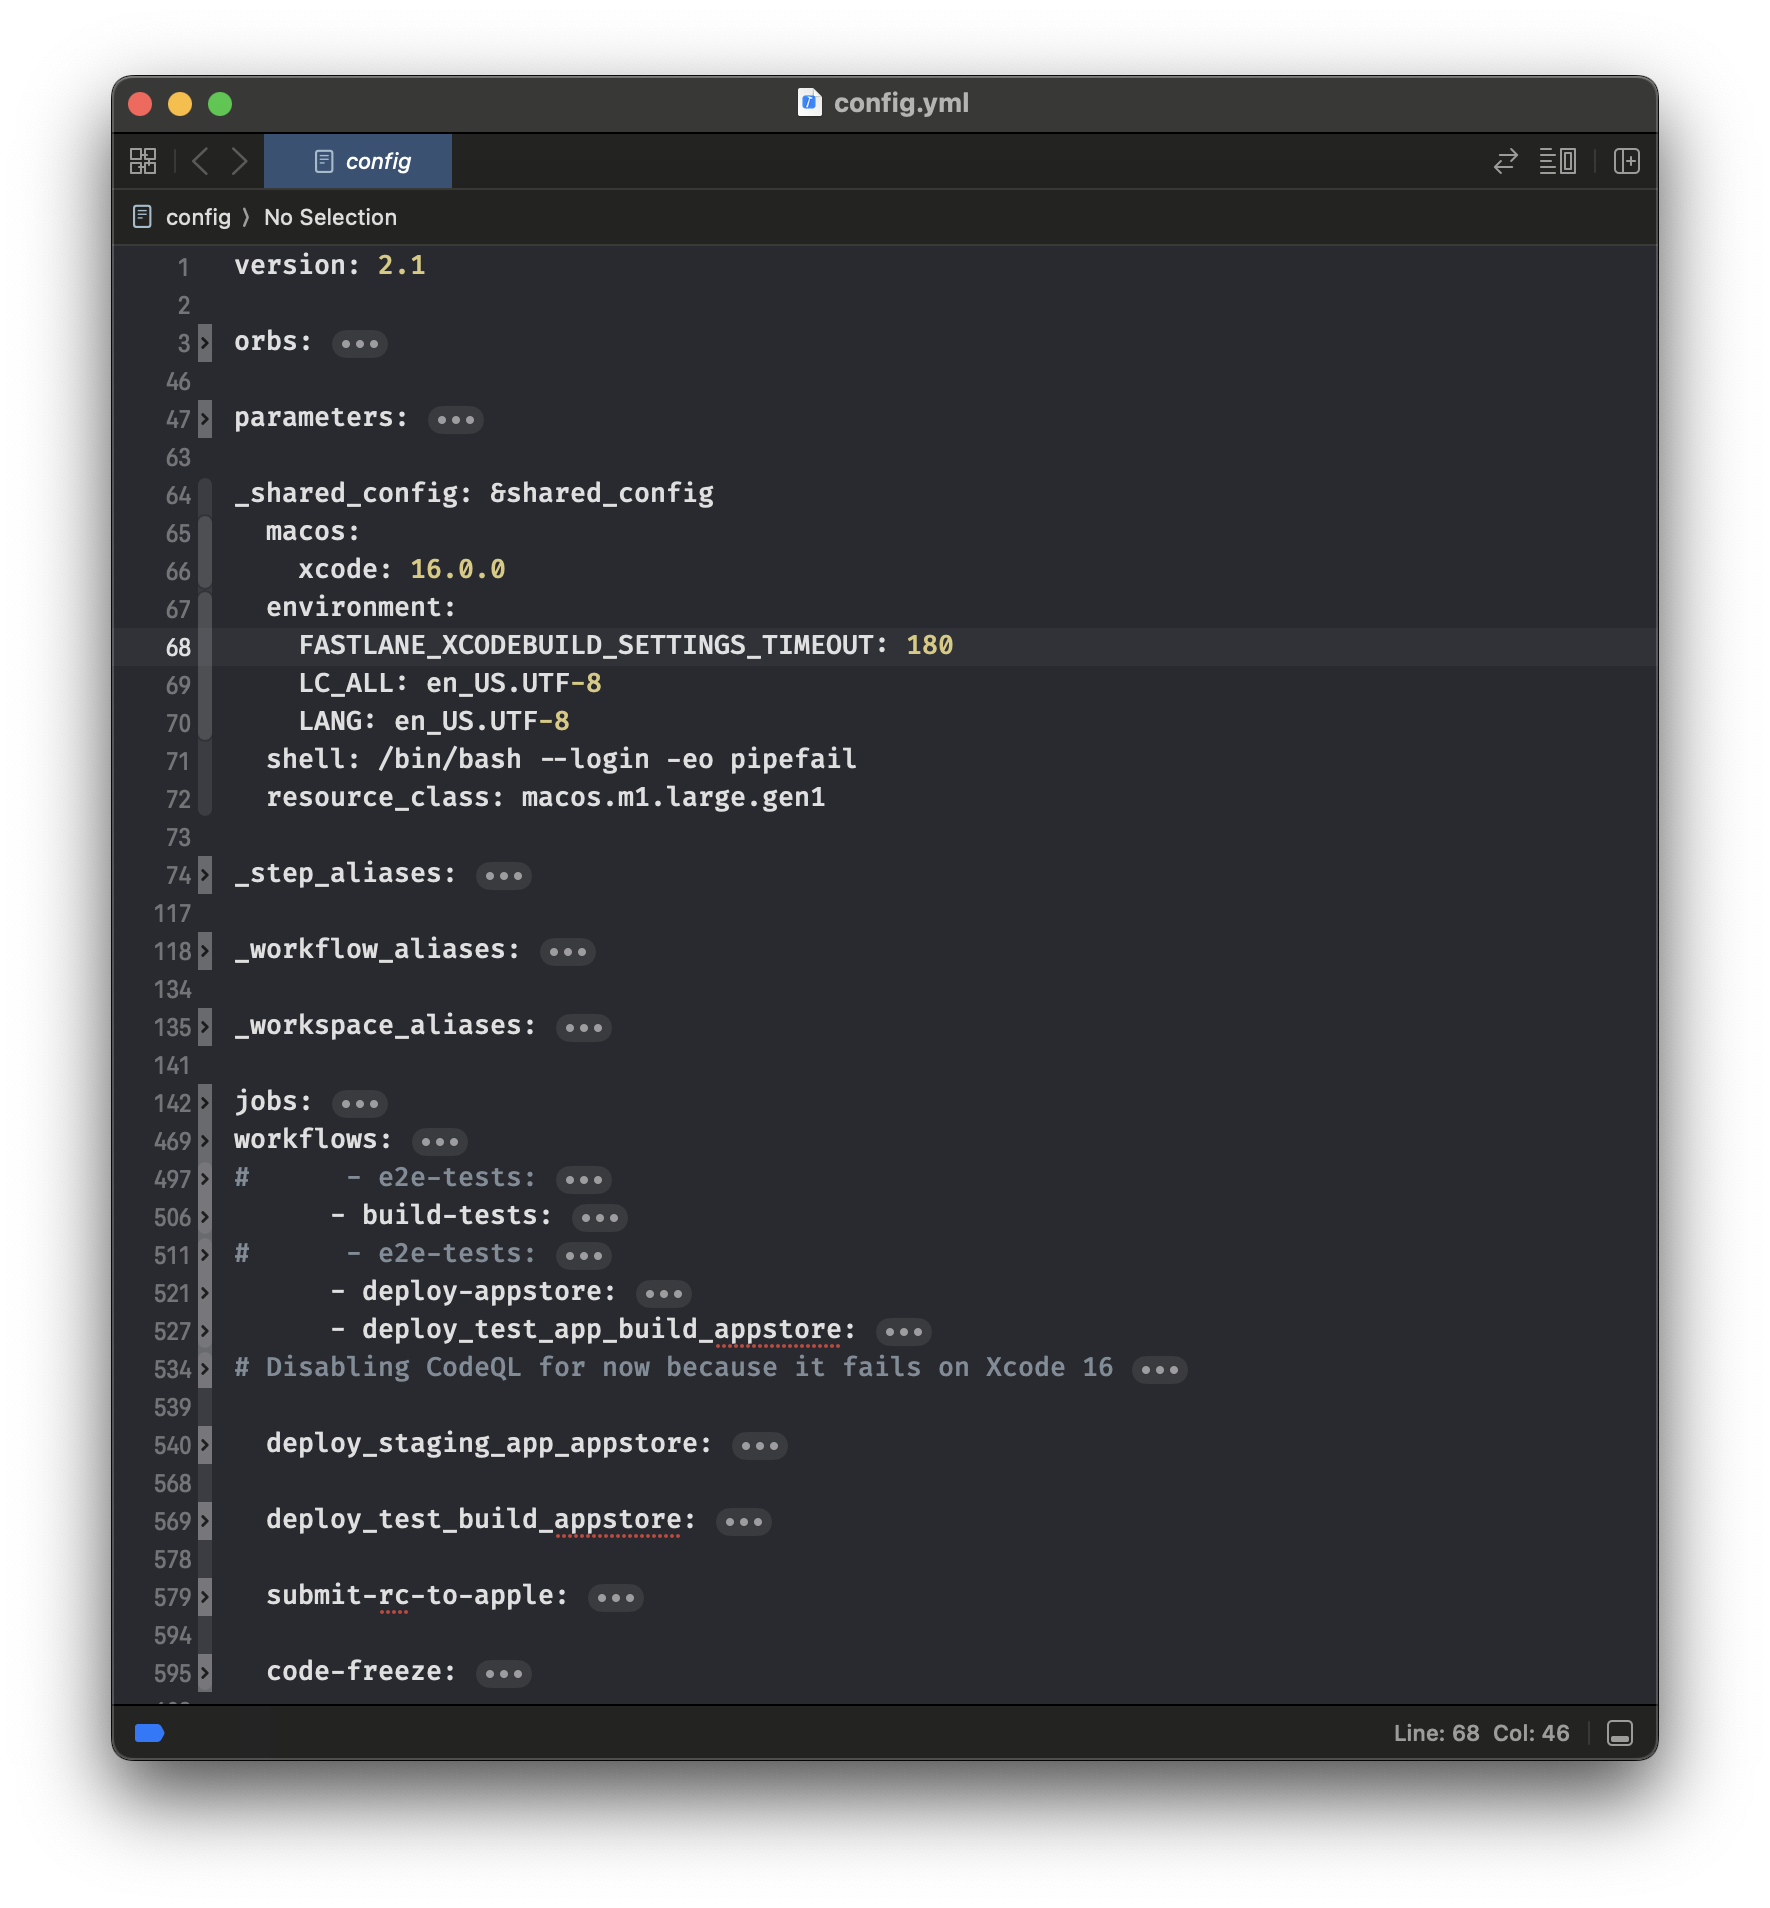 config.yml
config
config ⟩ No Selection
1 version: 2.1
2
3 orbs: •••
46
47 parameters: •••
63
64 _shared_config: &shared_config
65 macos:
66 xcode: 16.0.0
67 environment:
68 FASTLANE_XCODEBUILD_SETTINGS_TIMEOUT: 180
69 LC_ALL: en_US.UTF-8
70 LANG: en_US.UTF-8
71 shell: /bin/bash --login -eo pipefail
72 resource_class: macos.m1.large.gen1
73
74 _step_aliases: •••
117
118 _workflow_aliases: •••
134
135 _workspace_aliases: •••
141
142 jobs: •••
469 workflows: •••
497 # - e2e-tests: •••
506 - build-tests: •••
511 # - e2e-tests: •••
521 - deploy-appstore: •••
527 - deploy_test_app_build_appstore: •••
534 # Disabling CodeQL for now because it fails on Xcode 16 •••
539
540 deploy_staging_app_appstore: •••
568
569 deploy_test_build_appstore: •••
578
579 submit-rc-to-apple: •••
594
595 code-freeze: •••
Line: 68 Col: 46